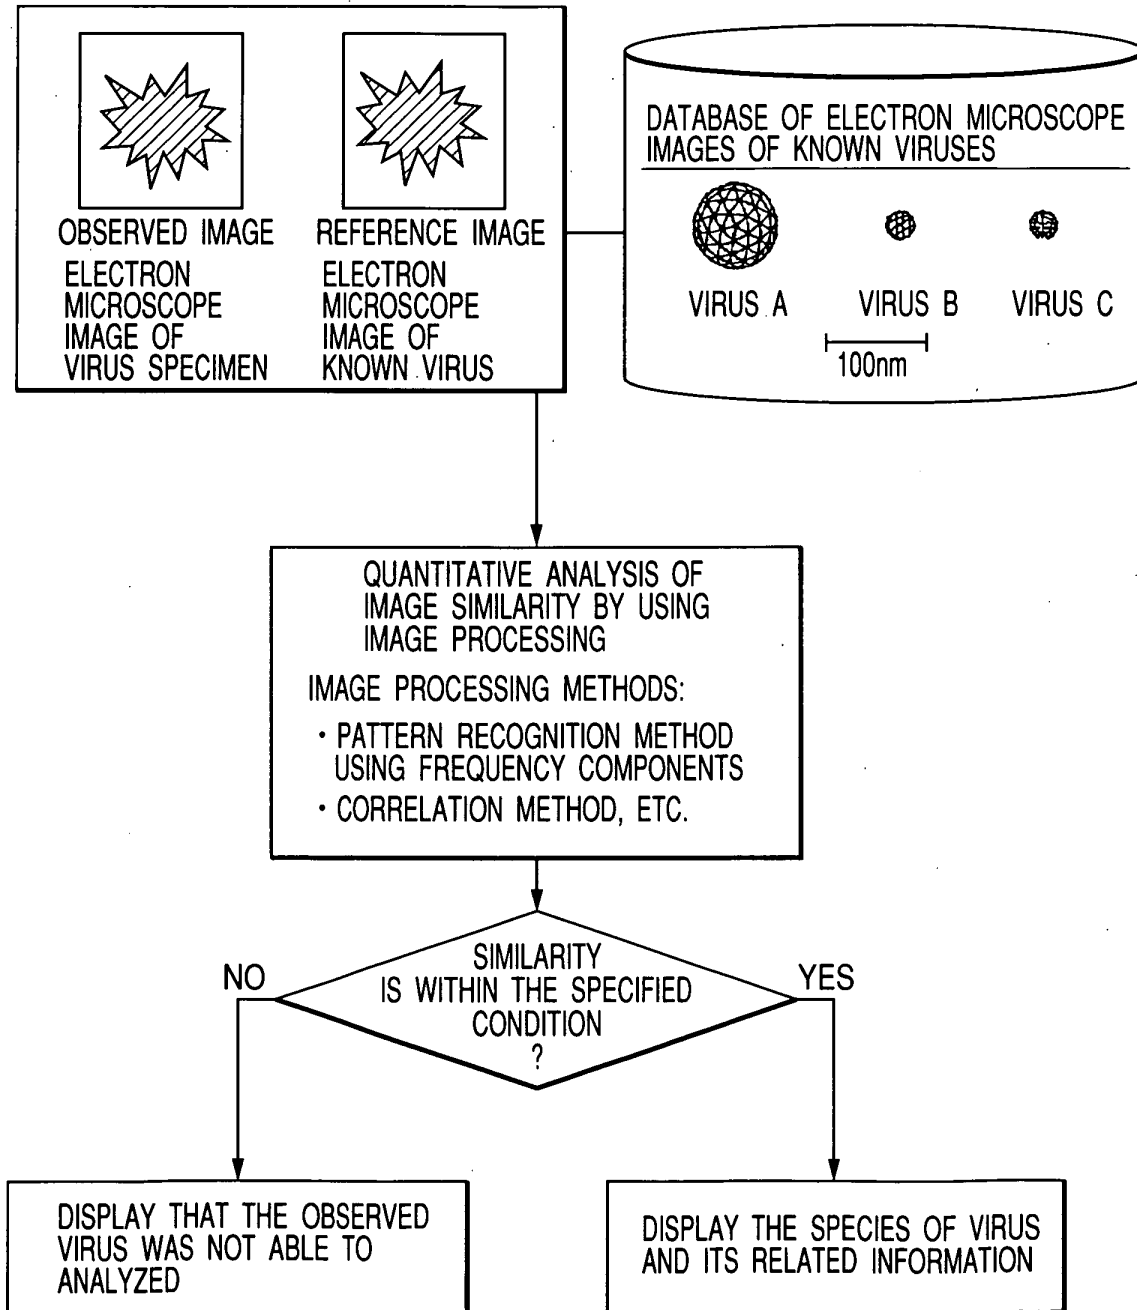 OBSERVED IMAGE
ELECTRON
MICROSCOPE
IMAGE OF
VIRUS SPECIMEN
REFERENCE IMAGE
ELECTRON
MICROSCOPE
IMAGE OF
KNOWN VIRUS
DATABASE OF ELECTRON MICROSCOPE
IMAGES OF KNOWN VIRUSES
VIRUS A
VIRUS B
VIRUS C
100nm
QUANTITATIVE ANALYSIS OF
IMAGE SIMILARITY BY USING
IMAGE PROCESSING
IMAGE PROCESSING METHODS:
· PATTERN RECOGNITION METHOD
USING FREQUENCY COMPONENTS
· CORRELATION METHOD, ETC.
SIMILARITY
IS WITHIN THE SPECIFIED
CONDITION
?
NO
YES
DISPLAY THAT THE OBSERVED
VIRUS WAS NOT ABLE TO
ANALYZED
DISPLAY THE SPECIES OF VIRUS
AND ITS RELATED INFORMATION